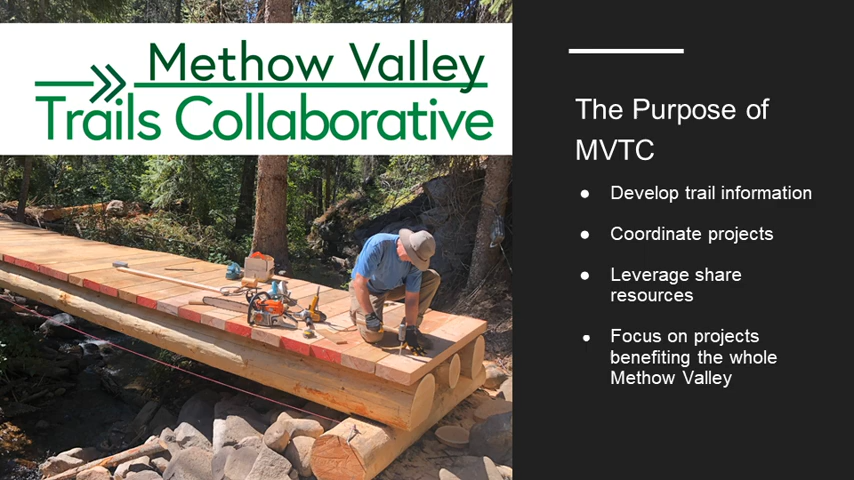 Methow Valley
Trails Collaborative
The Purpose of
MVTC
● Develop trail information
● Coordinate projects
● Leverage share
resources
● Focus on projects
benefiting the whole
Methow Valley